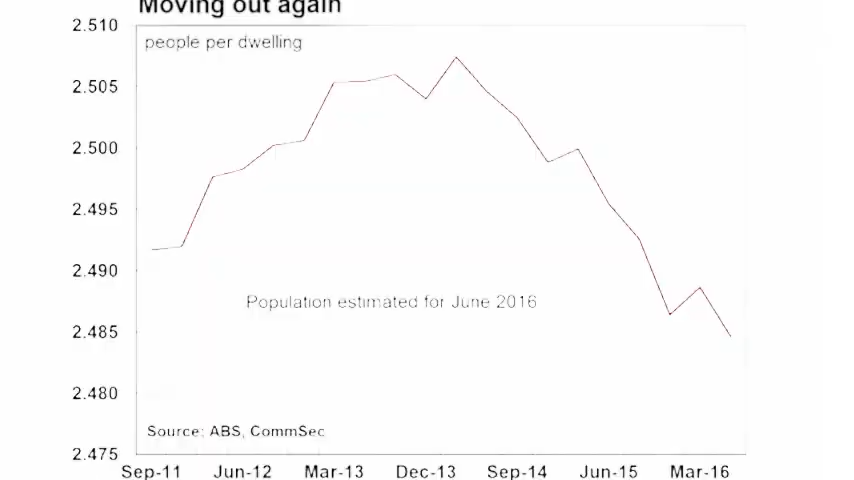 Moving out again
2.510
people per dwelling
2.505
2.500
2.495
2.490
Population estimated for June 2016
2.485
2.480
Source: ABS, CommSec
2.475
Sep-11 Jun-12 Mar-13 Dec-13 Sep-14 Jun-15 Mar-16